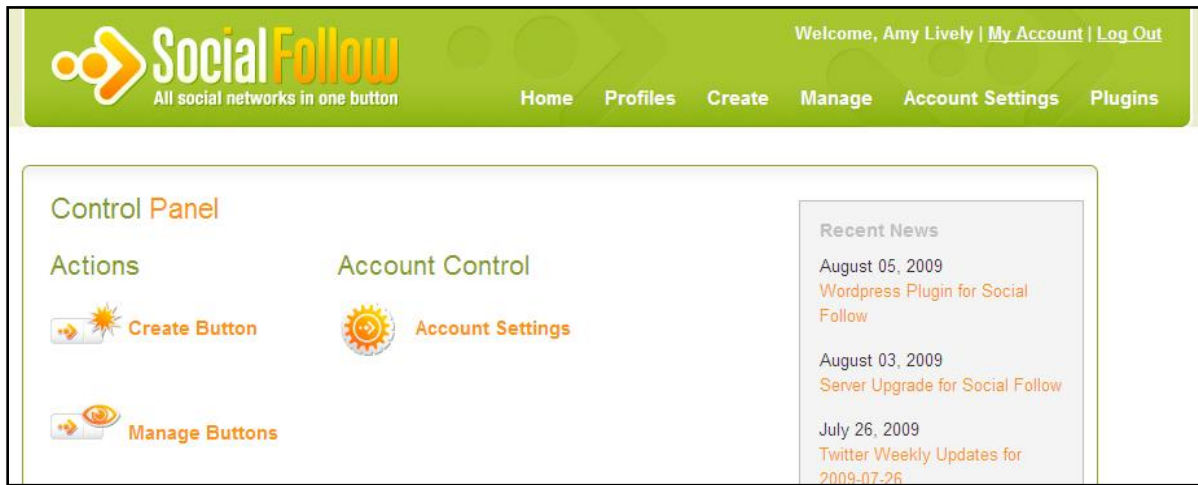 Welcome, Amy Lively | My Account | Log Out
SocialFollow
All social networks in one button
Home Profiles Create Manage Account Settings Plugins
Control Panel
Actions
Create Button
Manage Buttons
Account Control
Account Settings
Recent News
August 05, 2009
Wordpress Plugin for Social
Follow
August 03, 2009
Server Upgrade for Social Follow
July 26, 2009
Twitter Weekly Updates for
2009-07-26